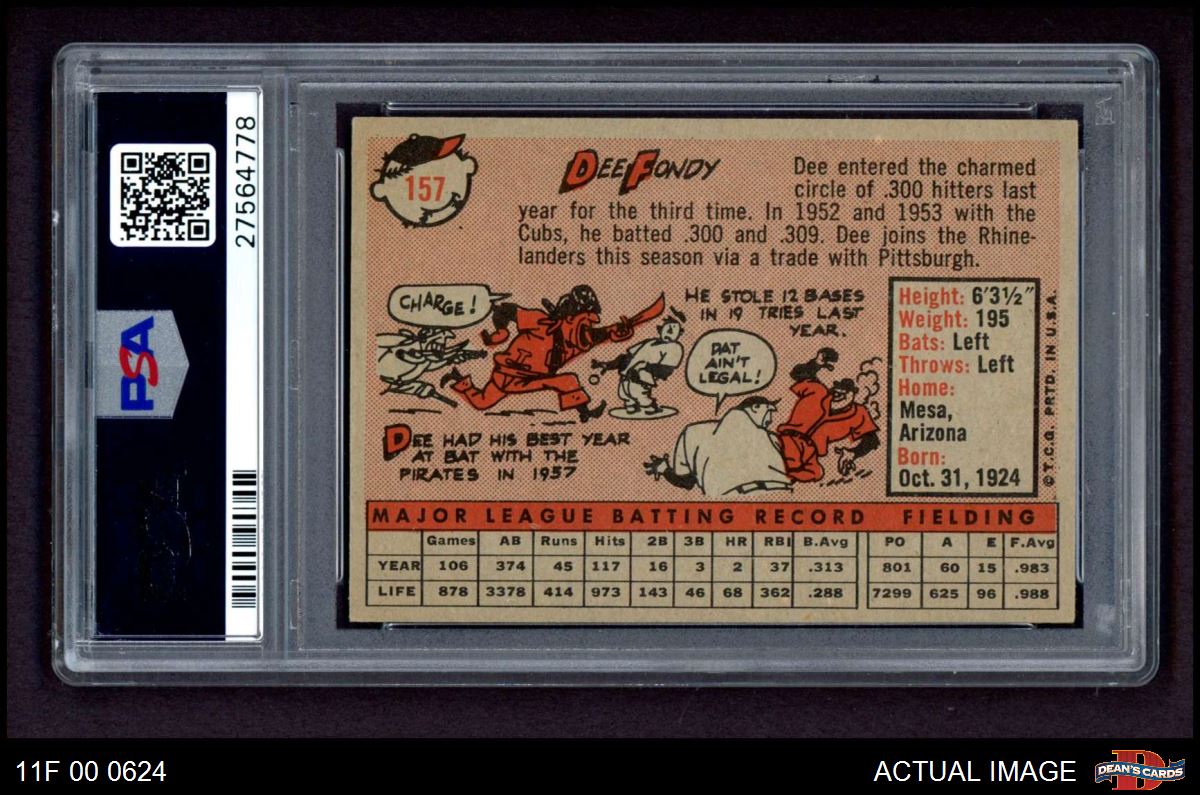 PSA
27564778
157
DEE FONDY
Dee entered the charmed
circle of .300 hitters last
year for the third time. In 1952 and 1953 with the
Cubs, he batted .300 and .309. Dee joins the Rhine-
landers this season via a trade with Pittsburgh.
CHARGE!
HE STOLE 12 BASES
IN 19 TRIES LAST
YEAR.
DAT
AIN'T
LEGAL!
DEE HAD HIS BEST YEAR
AT BAT WITH THE
PIRATES IN 1957
Height: 6'3½"
Weight: 195
Bats: Left
Throws: Left
Home:
Mesa,
Arizona
Born:
Oct. 31, 1924
© T.C.G. PRTD. IN U.S.A.
MAJOR LEAGUE BATTING RECORD FIELDING
Games AB Runs Hits 2B 3B HR RBI B.Avg PO A E F.Avg
YEAR 106 374 45 117 16 3 2 37 .313 801 60 15 .983
LIFE 878 3378 414 973 143 46 68 362 .288 7299 625 96 .988
11F 00 0624
ACTUAL IMAGE
D
DEAN'S CARDS